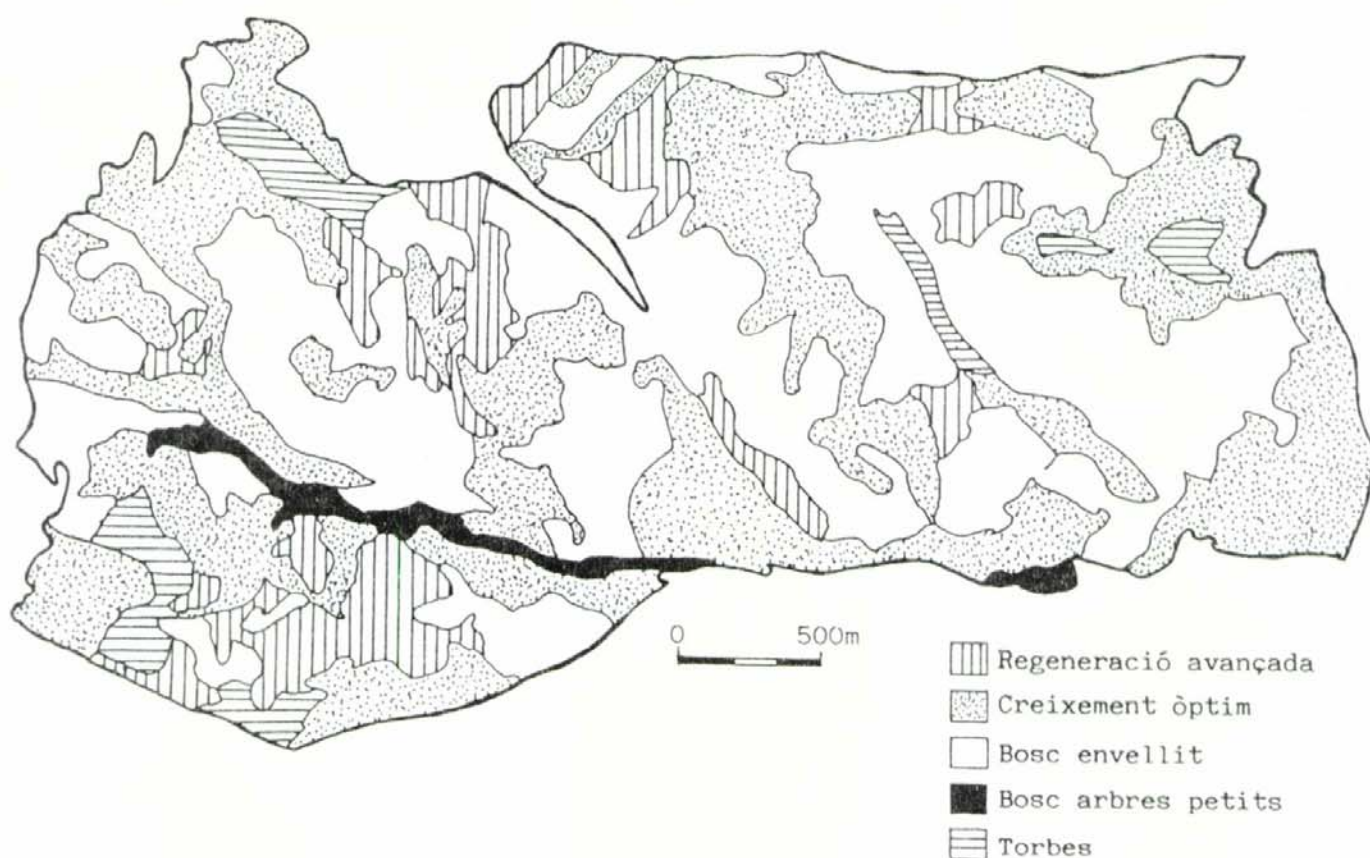 0 500m
Regeneració avançada
Creixement òptim
Bosc envellit
Bosc arbres petits
Torbes